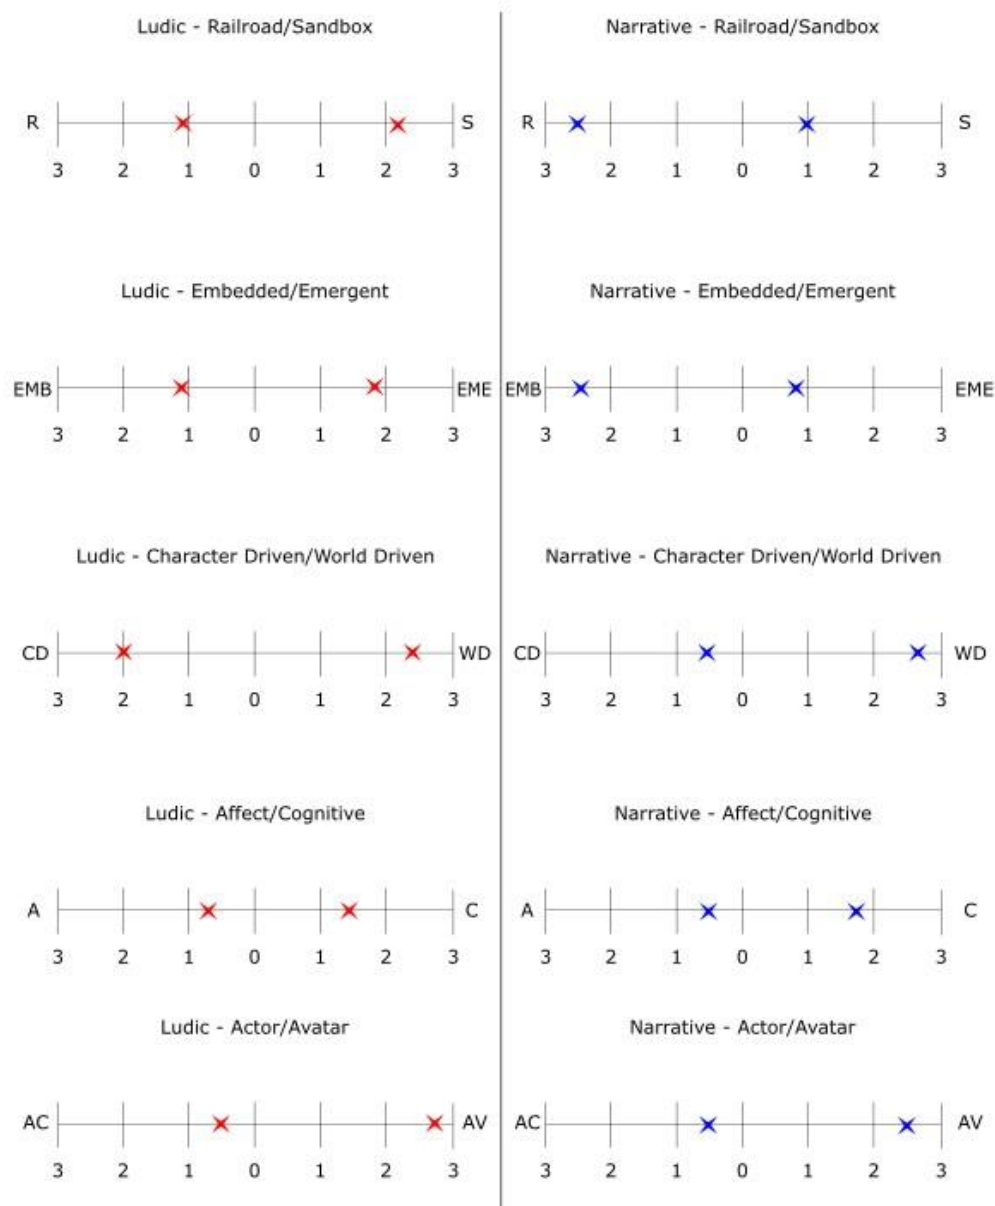 Ludic - Railroad/Sandbox
R S
3 2 1 0 1 2 3
Ludic - Embedded/Emergent
EMB EME
3 2 1 0 1 2 3
Ludic - Character Driven/World Driven
CD WD
3 2 1 0 1 2 3
Ludic - Affect/Cognitive
A C
3 2 1 0 1 2 3
Ludic - Actor/Avatar
AC AV
3 2 1 0 1 2 3
Narrative - Railroad/Sandbox
R S
3 2 1 0 1 2 3
Narrative - Embedded/Emergent
EMB EME
3 2 1 0 1 2 3
Narrative - Character Driven/World Driven
CD WD
3 2 1 0 1 2 3
Narrative - Affect/Cognitive
A C
3 2 1 0 1 2 3
Narrative - Actor/Avatar
AC AV
3 2 1 0 1 2 3